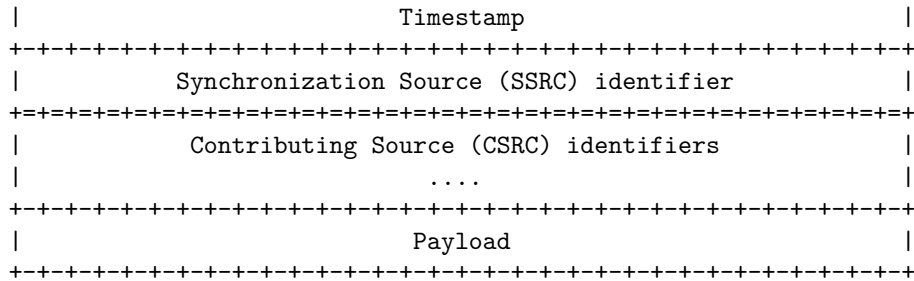 |                       Timestamp                               |
+-+-+-+-+-+-+-+-+-+-+-+-+-+-+-+-+-+-+-+-+-+-+-+-+-+-+-+-+-+-+-+-+
|           Synchronization Source (SSRC) identifier            |
+=+=+=+=+=+=+=+=+=+=+=+=+=+=+=+=+=+=+=+=+=+=+=+=+=+=+=+=+=+=+=+=+
|            Contributing Source (CSRC) identifiers             |
|                             ....                              |
+-+-+-+-+-+-+-+-+-+-+-+-+-+-+-+-+-+-+-+-+-+-+-+-+-+-+-+-+-+-+-+-+
|                            Payload                            |
+-+-+-+-+-+-+-+-+-+-+-+-+-+-+-+-+-+-+-+-+-+-+-+-+-+-+-+-+-+-+-+-+